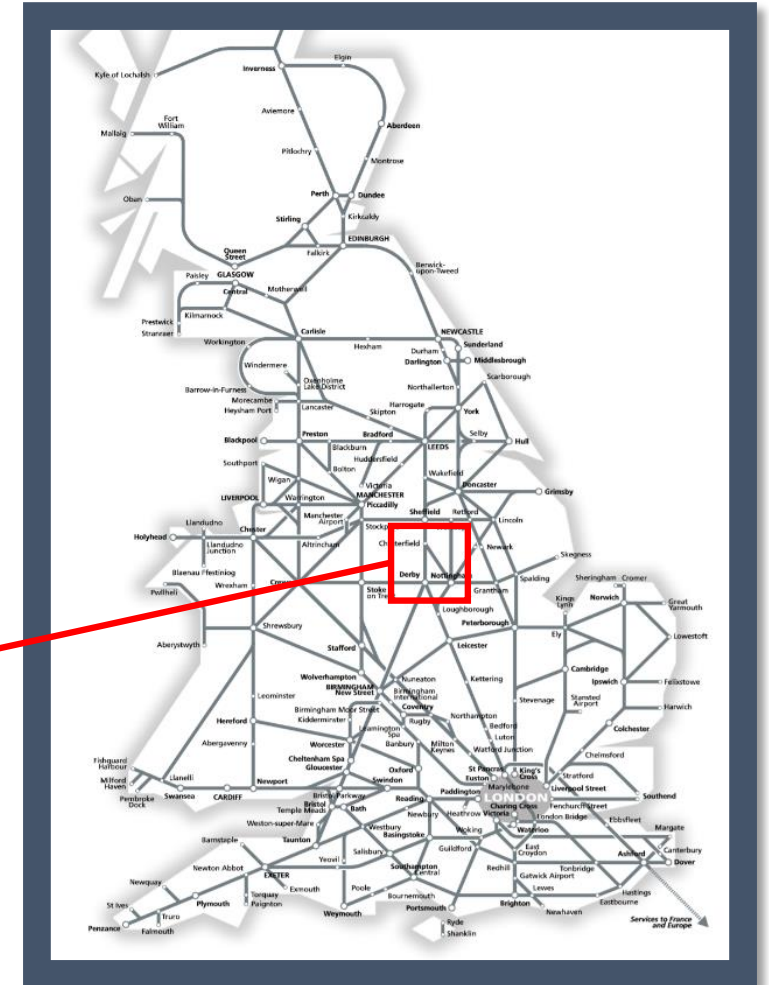 Elgin
Kyle of Lochalsh
Inverness
Aviemore
Fort
William
Mallaig
Aberdeen
Pitlochry
Montrose
Perth
Dundee
Oban
Kirkcaldy
Stirling
EDINBURGH
Queen
Street
Falkirk
Berwick-
upon-Tweed
Paisley
GLASGOW
Central
Motherwell
Kilmarnock
Prestwick
Stranraer
Carlisle
NEWCASTLE
Workington
Hexham
Sunderland
Durham
Darlington
Middlesbrough
Windermere
Scarborough
Oxenholme
Lake District
Northallerton
Barrow-in-Furness
Morecambe
Heysham Port
Lancaster
Harrogate
York
Skipton
Blackpool
Preston
Bradford
Selby
Blackburn
LEEDS
Hull
Huddersfield
Southport
Bolton
Wakefield
Wigan
Victoria
Doncaster
MANCHESTER
Piccadilly
LIVERPOOL
Warrington
Grimsby
Sheffield
Retford
Manchester
Airport
Llandudno
Lincoln
Holyhead
Chester
Llandudno
Junction
Altrincham
Newark
Skegness
Blaenau Ffestiniog
Derby
Nottingham
Pwllheli
Wrexham
Stoke
Grantham
Spalding
Sheringham
Cromer
Kings
Lynn
Norwich
Great
Yarmouth
Loughborough
Peterborough
Aberystwyth
Shrewsbury
Ely
Lowestoft
Stafford
Leicester
Wolverhampton
Nuneaton
Cambridge
BIRMINGHAM
New Street
Birmingham
International
Kettering
Ipswich
Felixstowe
Leominster
Coventry
Stansted
Airport
Birmingham Moor Street
Stevenage
Harwich
Kidderminster
Rugby
Northampton
Hereford
Leamington
Spa
Bedford
Colchester
Worcester
Banbury
Milton
Keynes
Luton
Abergavenny
Watford Junction
Chelmsford
Cheltenham Spa
Gloucester
Fishguard
Harbour
Oxford
St Pancras
King's
Cross
Euston
Stratford
Milford
Haven
Llanelli
Newport
Swindon
Marylebone
Liverpool Street
Bristol Parkway
Paddington
LONDON
Pembroke
Dock
Swansea
CARDIFF
Bristol
Temple Meads
Bath
Reading
Charing Cross
Fenchurch Street
Southend
Newbury
Heathrow
Victoria
London Bridge
Weston-super-Mare
Westbury
Waterloo
Ebbsfleet
Basingstoke
Woking
Margate
Barnstaple
Taunton
Guildford
East
Croydon
Canterbury
Salisbury
Ashford
Yeovil
Dover
Newton Abbot
Redhill
Tonbridge
EXETER
Southampton
Central
Gatwick Airport
Newquay
Exmouth
Poole
Lewes
Hastings
Torquay
Paignton
Bournemouth
Eastbourne
St Ives
Plymouth
Portsmouth
Brighton
Newhaven
Truro
Weymouth
Ryde
Services to France
and Europe
Penzance
Falmouth
Shanklin